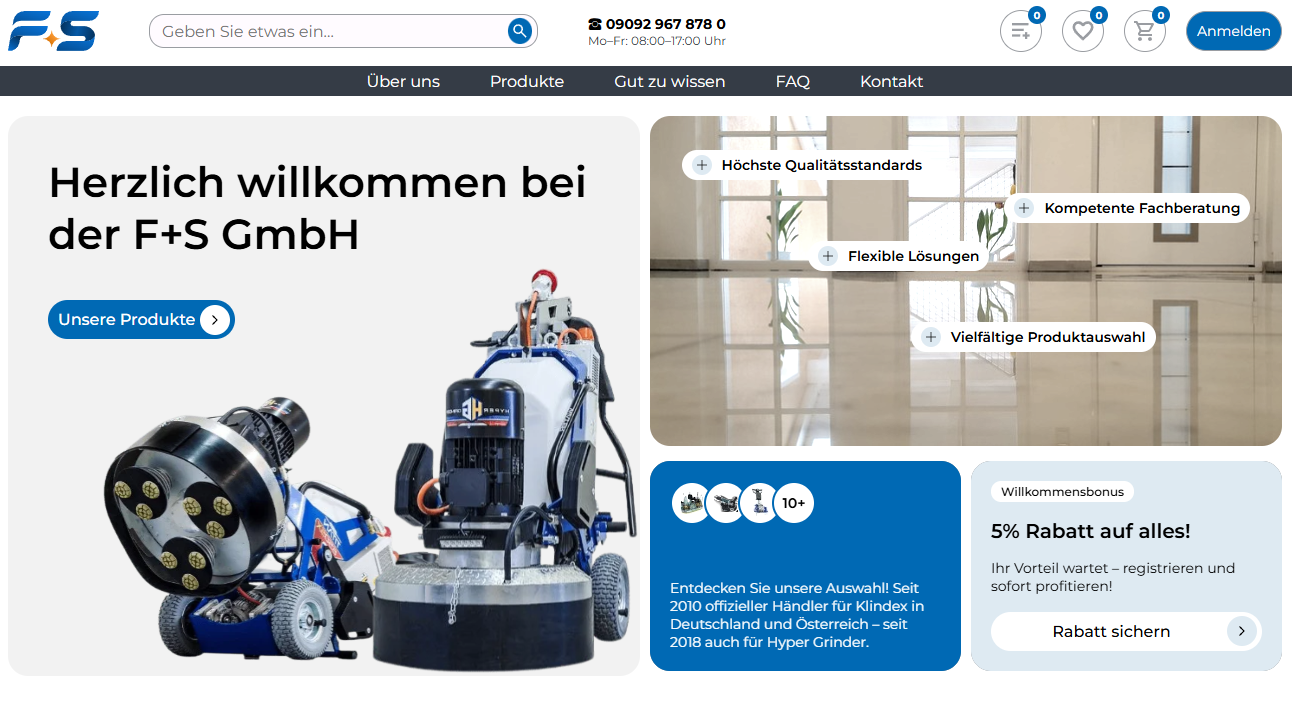 F+S
Geben Sie etwas ein...
☎ 09092 967 878 0
Mo–Fr: 08:00–17:00 Uhr
0
0
0
Anmelden
Über uns
Produkte
Gut zu wissen
FAQ
Kontakt
Herzlich willkommen bei
der F+S GmbH
Unsere Produkte
Höchste Qualitätsstandards
Kompetente Fachberatung
Flexible Lösungen
Vielfältige Produktauswahl
10+
Entdecken Sie unsere Auswahl! Seit
2010 offizieller Händler für Klindex in
Deutschland und Österreich – seit
2018 auch für Hyper Grinder.
Willkommensbonus
5% Rabatt auf alles!
Ihr Vorteil wartet – registrieren und
sofort profitieren!
Rabatt sichern